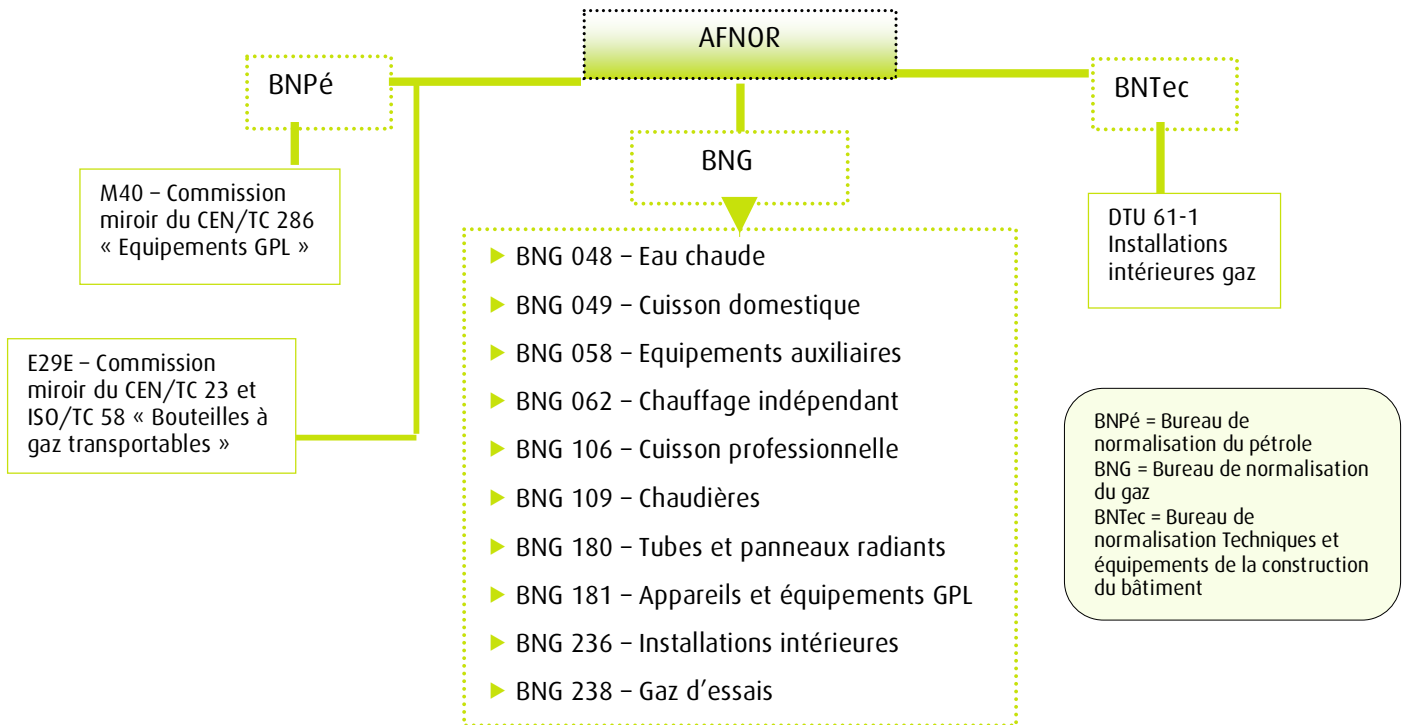 AFNOR
BNPé
BNTec
BNG
M40 – Commission
miroir du CEN/TC 286
« Equipements GPL »
DTU 61-1
Installations
intérieures gaz
E29E – Commission
miroir du CEN/TC 23 et
ISO/TC 58 « Bouteilles à
gaz transportables »
BNG 048 – Eau chaude
BNG 049 – Cuisson domestique
BNG 058 – Equipements auxiliaires
BNG 062 – Chauffage indépendant
BNG 106 – Cuisson professionnelle
BNG 109 – Chaudières
BNG 180 – Tubes et panneaux radiants
BNG 181 – Appareils et équipements GPL
BNG 236 – Installations intérieures
BNG 238 – Gaz d'essais
BNPé = Bureau de
normalisation du pétrole
BNG = Bureau de normalisation
du gaz
BNTec = Bureau de
normalisation Techniques et
équipements de la construction
du bâtiment